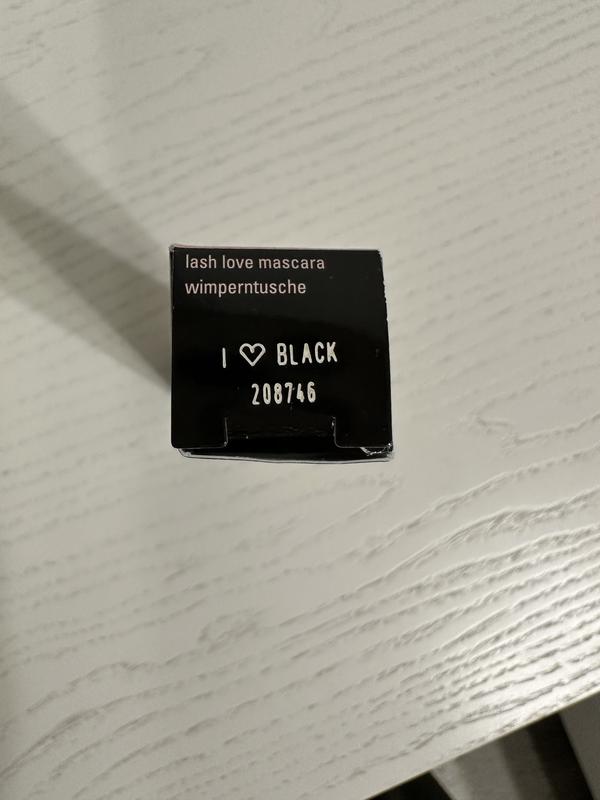 lash love mascara
wimperntusche
I ♡ BLACK
208746